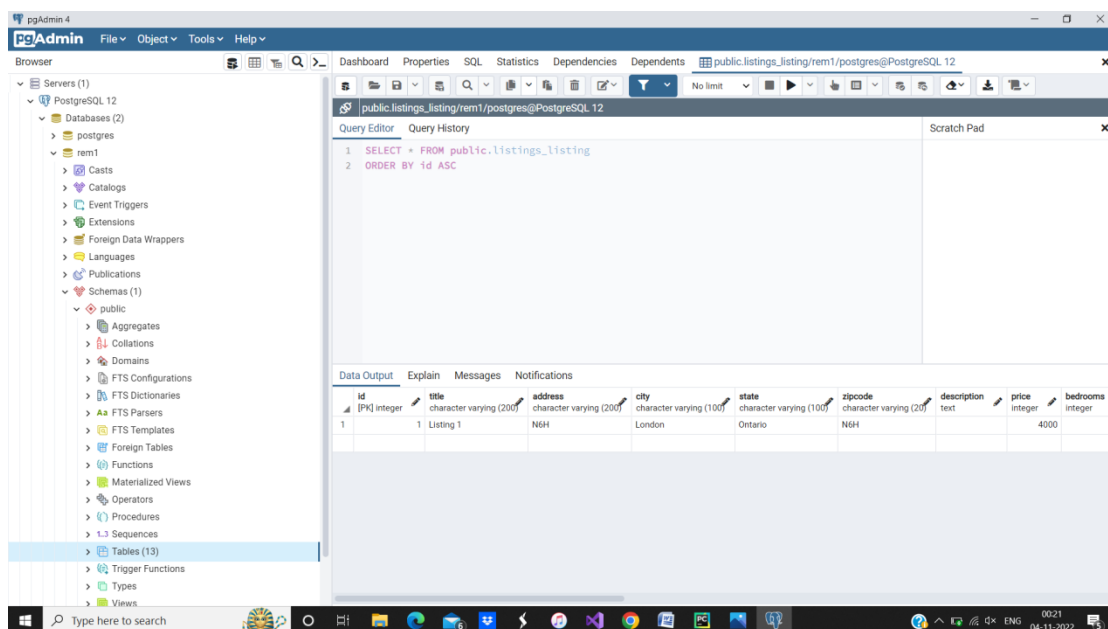 pgAdmin 4
pgAdmin File Object Tools Help
Browser
Dashboard Properties SQL Statistics Dependencies Dependents public.listings_listing/rem1/postgres@PostgreSQL 12
No limit
public.listings_listing/rem1/postgres@PostgreSQL 12
Query Editor Query History
Scratch Pad
1 SELECT * FROM public.listings_listing
2 ORDER BY id ASC
Servers (1)
PostgreSQL 12
Databases (2)
postgres
rem1
Casts
Catalogs
Event Triggers
Extensions
Foreign Data Wrappers
Languages
Publications
Schemas (1)
public
Aggregates
Collations
Domains
FTS Configurations
FTS Dictionaries
FTS Parsers
FTS Templates
Foreign Tables
Functions
Materialized Views
Operators
Procedures
Sequences
Tables (13)
Trigger Functions
Types
Views
Data Output Explain Messages Notifications
id title address city state zipcode description price bedrooms
[PK] integer character varying (200) character varying (200) character varying (100) character varying (100) character varying (20) text integer integer
1 1 Listing 1 N6H London Ontario N6H 4000
Type here to search
ENG
00:21
04-11-2022